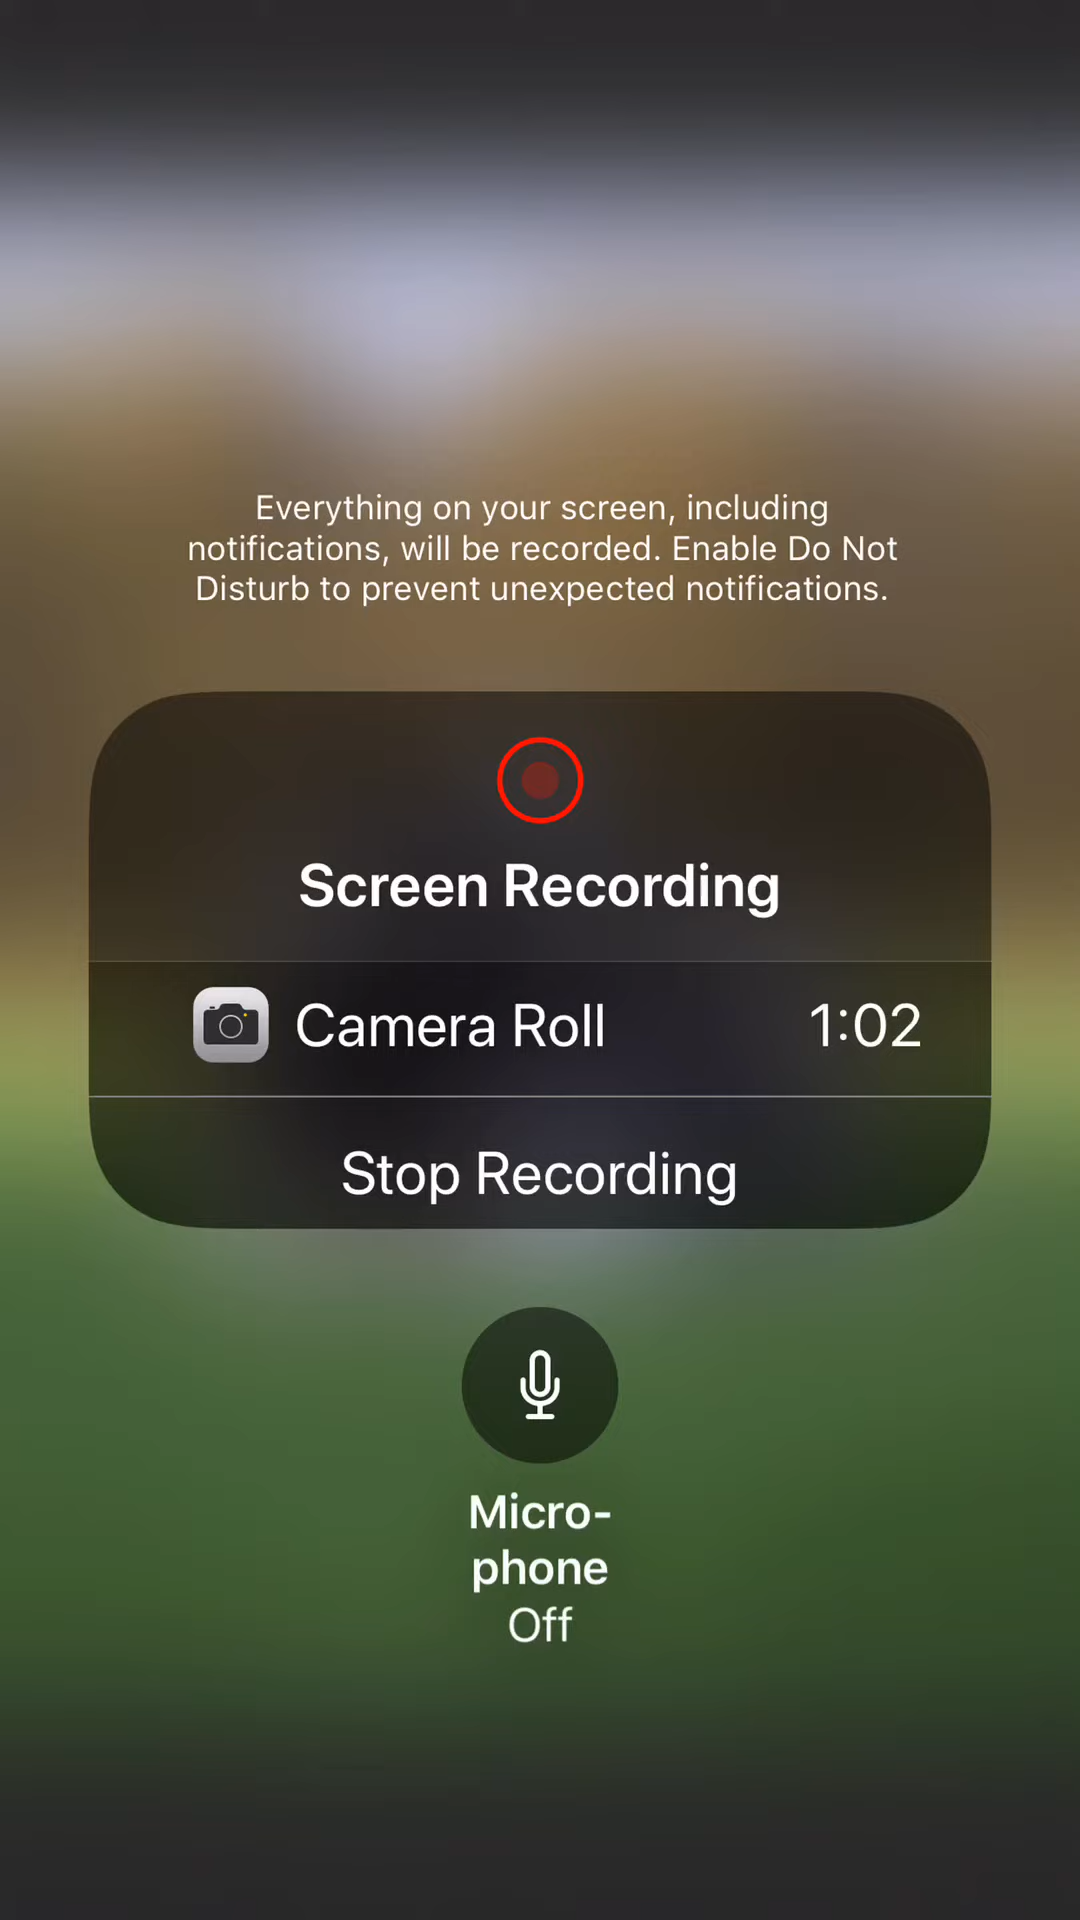 Everything on your screen, including
notifications, will be recorded. Enable Do Not
Disturb to prevent unexpected notifications.
Screen Recording
Camera Roll 1:02
Stop Recording
Micro-
phone
Off